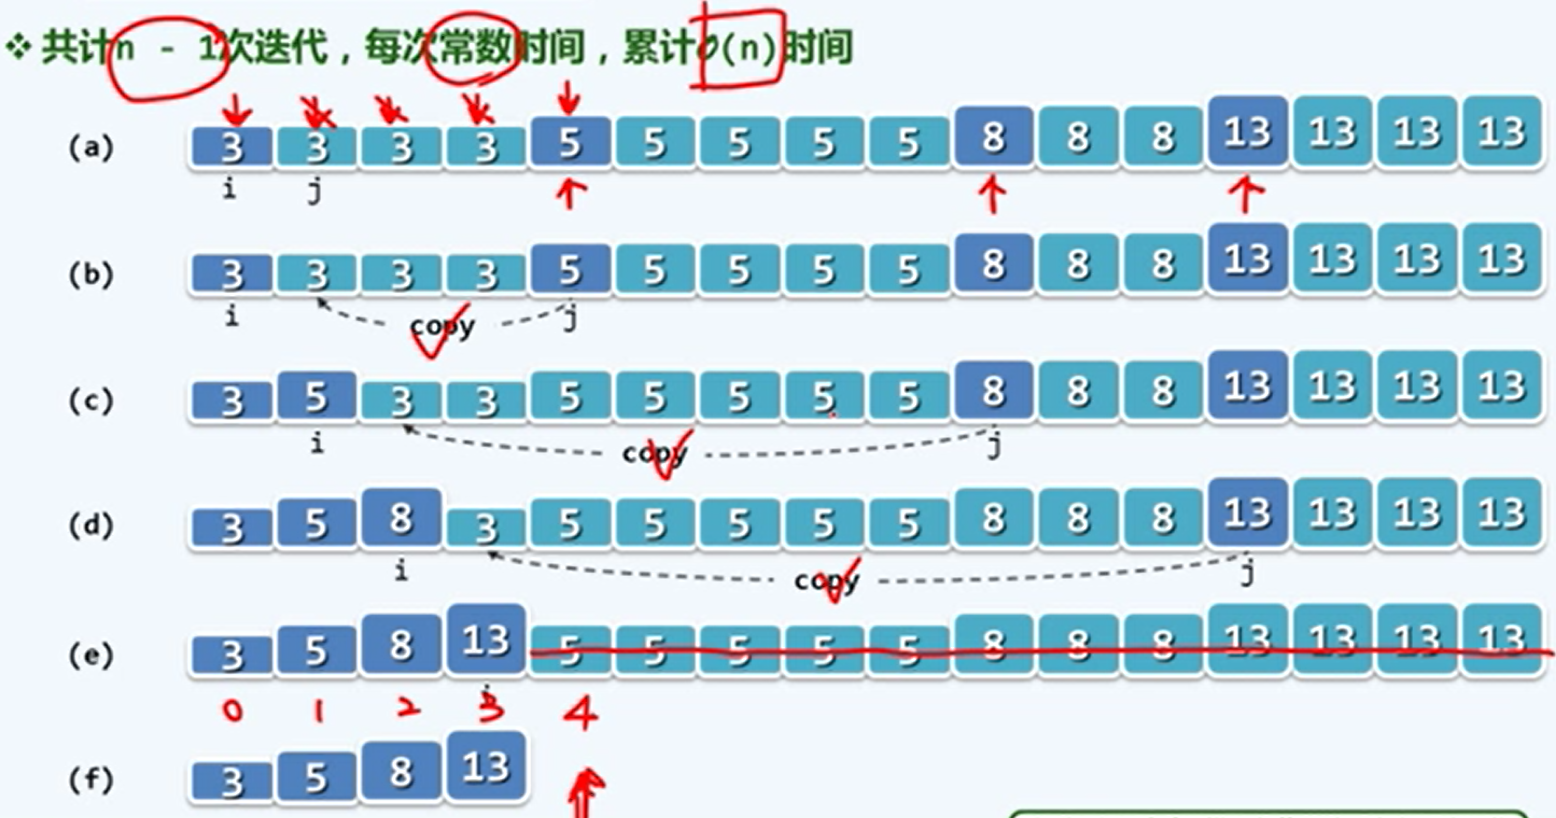 ❖ 共计n - 1次迭代，每次常数时间，累计O(n)时间
(a) 3 3 3 3 5 5 5 5 5 8 8 8 13 13 13 13
i j
(b) 3 3 3 3 5 5 5 5 5 8 8 8 13 13 13 13
i copy j
(c) 3 5 3 3 5 5 5 5 5 8 8 8 13 13 13 13
i copy j
(d) 3 5 8 3 5 5 5 5 5 8 8 8 13 13 13 13
i copy j
(e) 3 5 8 13 5 5 5 5 5 8 8 8 13 13 13 13
0 1 2 3 4
(f) 3 5 8 13